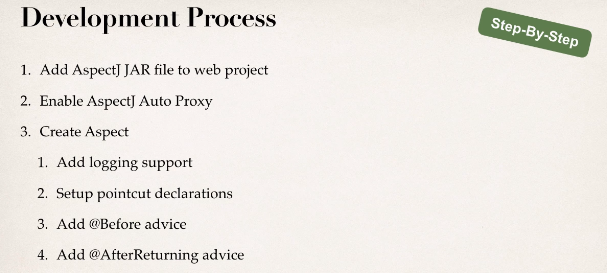 Development Process
Step-By-Step
1. Add AspectJ JAR file to web project
2. Enable AspectJ Auto Proxy
3. Create Aspect
1. Add logging support
2. Setup pointcut declarations
3. Add @Before advice
4. Add @AfterReturning advice